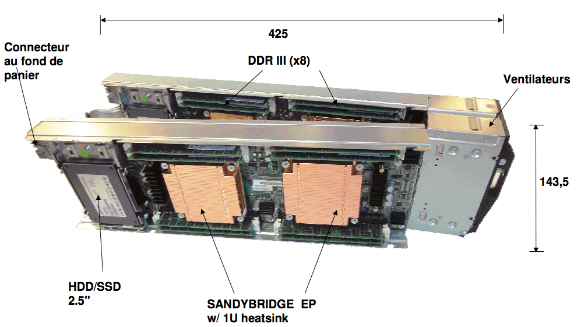 425
Connecteur
au fond de
panier
DDR III (x8)
Ventilateurs
143,5
HDD/SSD
2.5"
SANDYBRIDGE EP
w/ 1U heatsink